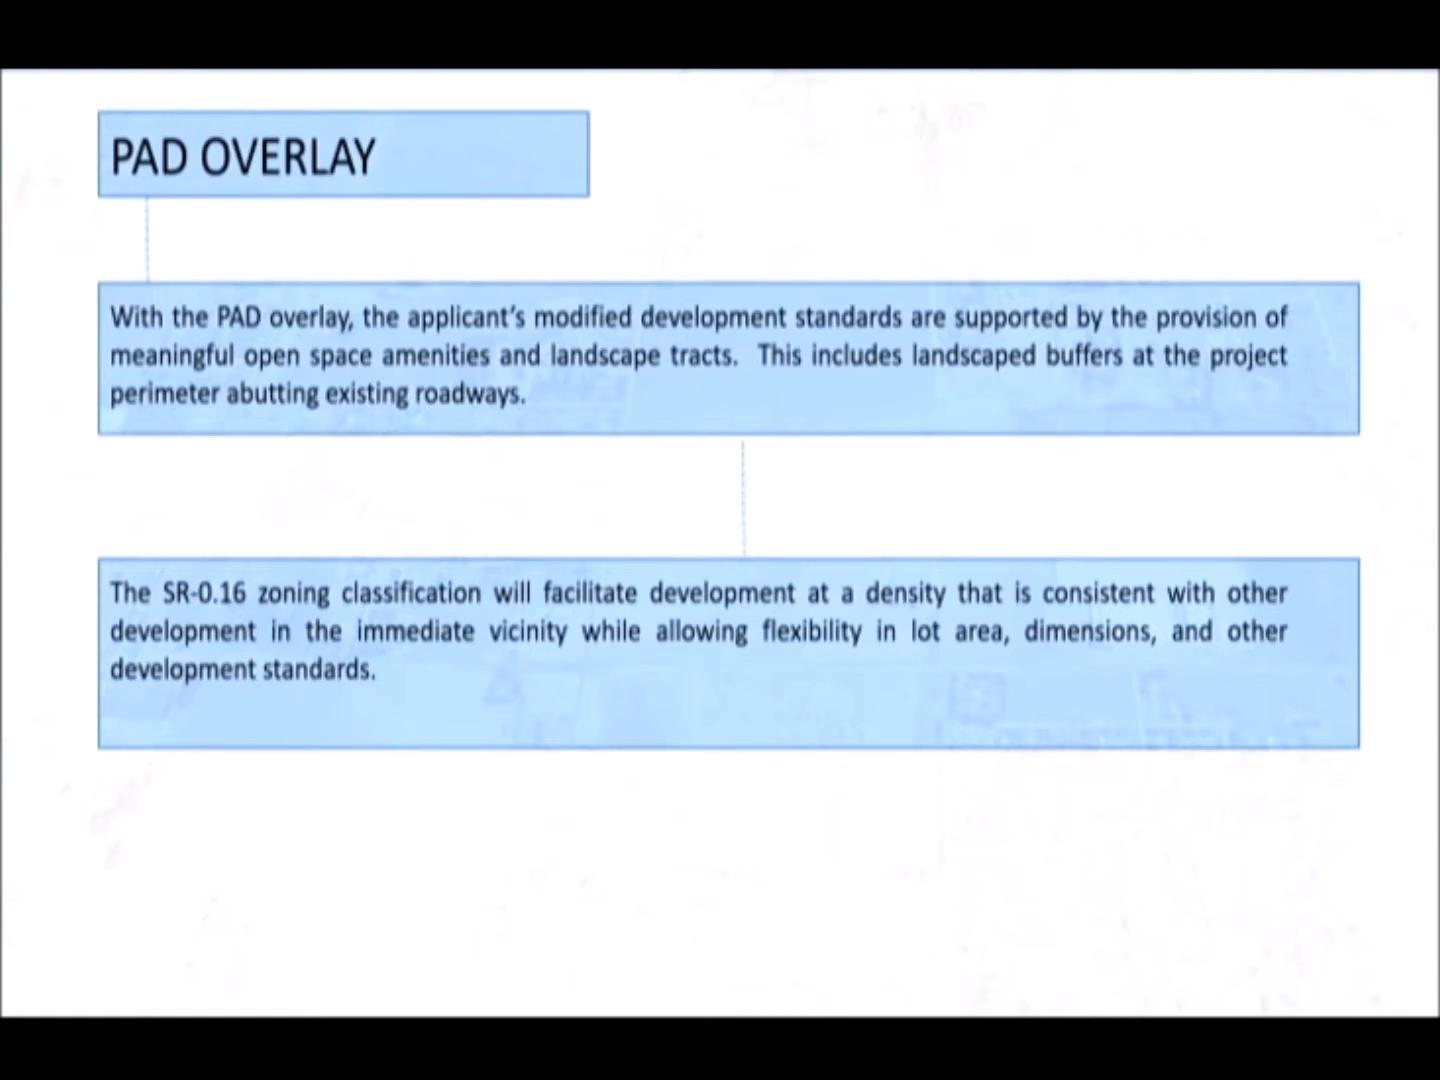 PAD OVERLAY
With the PAD overlay, the applicant's modified development standards are supported by the provision of
meaningful open space amenities and landscape tracts.  This includes landscaped buffers at the project
perimeter abutting existing roadways.
The SR-0.16 zoning classification will facilitate development at a density that is consistent with other
development in the immediate vicinity while allowing flexibility in lot area, dimensions, and other
development standards.